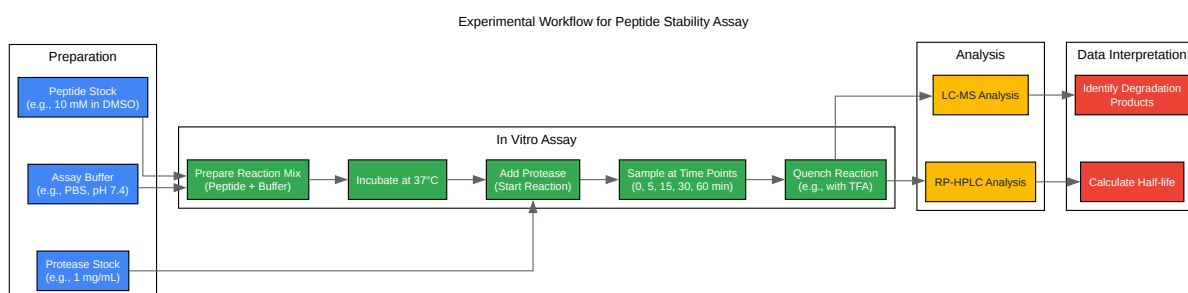 Experimental Workflow for Peptide Stability Assay
Preparation
Peptide Stock
(e.g., 10 mM in DMSO)
Assay Buffer
(e.g., PBS, pH 7.4)
Protease Stock
(e.g., 1 mg/mL)
In Vitro Assay
Prepare Reaction Mix
(Peptide + Buffer)
Incubate at 37°C
Add Protease
(Start Reaction)
Sample at Time Points
(0, 5, 15, 30, 60 min)
Quench Reaction
(e.g., with TFA)
Analysis
LC-MS Analysis
RP-HPLC Analysis
Data Interpretation
Identify Degradation
Products
Calculate Half-life